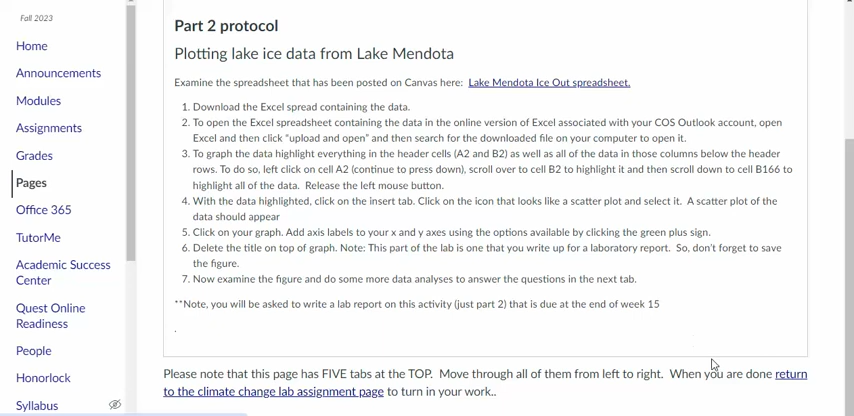 Fall 2023
Home
Announcements
Modules
Assignments
Grades
Pages
Office 365
TutorMe
Academic Success
Center
Quest Online
Readiness
People
Honorlock
Syllabus
Part 2 protocol
Plotting lake ice data from Lake Mendota
Examine the spreadsheet that has been posted on Canvas here: Lake Mendota Ice Out spreadsheet.
1. Download the Excel spread containing the data.
2. To open the Excel spreadsheet containing the data in the online version of Excel associated with your COS Outlook account, open
Excel and then click “upload and open” and then search for the downloaded file on your computer to open it.
3. To graph the data highlight everything in the header cells (A2 and B2) as well as all of the data in those columns below the header
rows. To do so, left click on cell A2 (continue to press down), scroll over to cell B2 to highlight it and then scroll down to cell B166 to
highlight all of the data. Release the left mouse button.
4. With the data highlighted, click on the insert tab. Click on the icon that looks like a scatter plot and select it. A scatter plot of the
data should appear
5. Click on your graph. Add axis labels to your x and y axes using the options available by clicking the green plus sign.
6. Delete the title on top of graph. Note: This part of the lab is one that you write up for a laboratory report. So, don't forget to save
the figure.
7. Now examine the figure and do some more data analyses to answer the questions in the next tab.
**Note, you will be asked to write a lab report on this activity (just part 2) that is due at the end of week 15
.
Please note that this page has FIVE tabs at the TOP. Move through all of them from left to right. When you are done return
to the climate change lab assignment page to turn in your work..